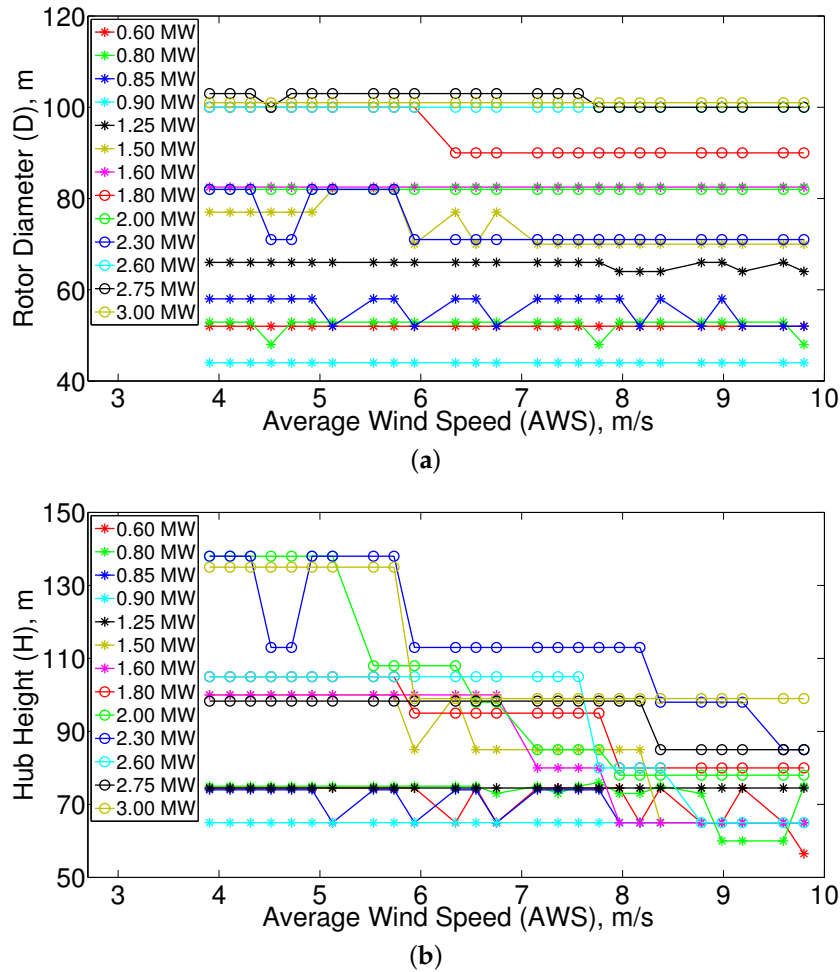 120
100
80
60
40
Rotor Diameter (D), m
0.60 MW
0.80 MW
0.85 MW
0.90 MW
1.25 MW
1.50 MW
1.60 MW
1.80 MW
2.00 MW
2.30 MW
2.60 MW
2.75 MW
3.00 MW
3 4 5 6 7 8 9 10
Average Wind Speed (AWS), m/s
(a)
150
130
110
90
70
50
Hub Height (H), m
0.60 MW
0.80 MW
0.85 MW
0.90 MW
1.25 MW
1.50 MW
1.60 MW
1.80 MW
2.00 MW
2.30 MW
2.60 MW
2.75 MW
3.00 MW
3 4 5 6 7 8 9 10
Average Wind Speed (AWS), m/s
(b)